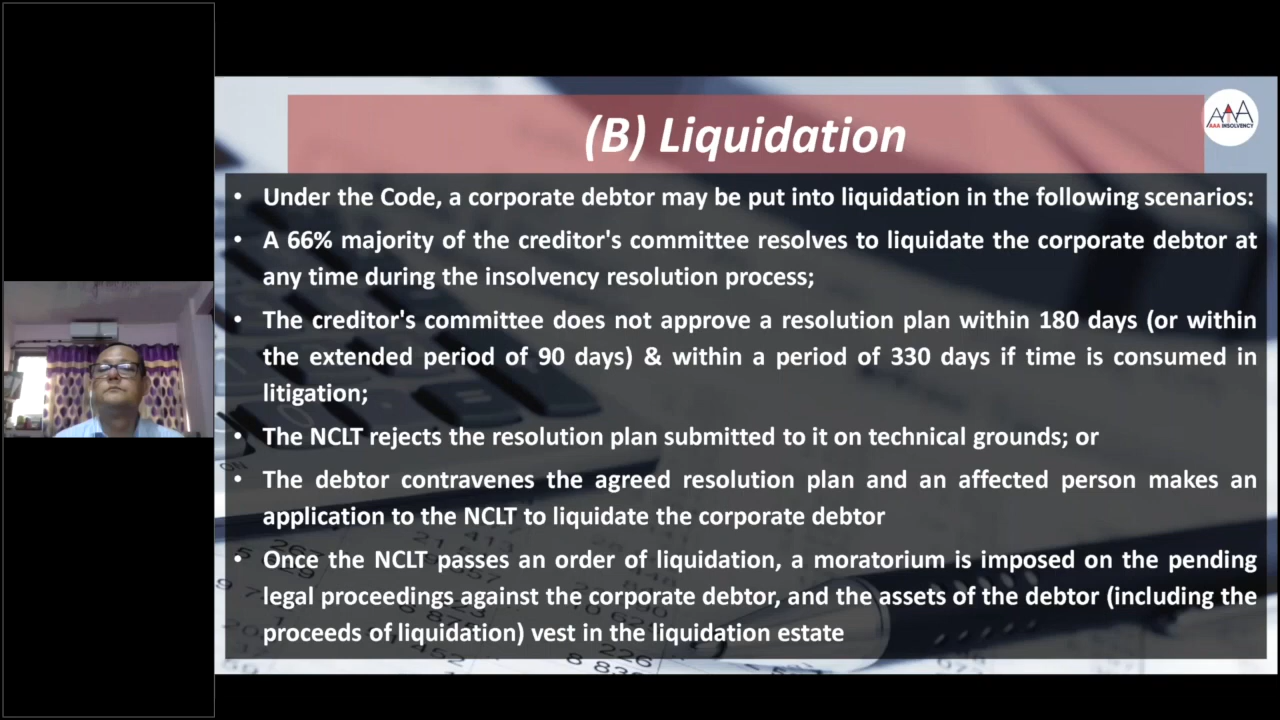 (B) Liquidation
AAA INSOLVENCY
• Under the Code, a corporate debtor may be put into liquidation in the following scenarios:
• A 66% majority of the creditor's committee resolves to liquidate the corporate debtor at
any time during the insolvency resolution process;
• The creditor's committee does not approve a resolution plan within 180 days (or within
the extended period of 90 days) & within a period of 330 days if time is consumed in
litigation;
• The NCLT rejects the resolution plan submitted to it on technical grounds; or
• The debtor contravenes the agreed resolution plan and an affected person makes an
application to the NCLT to liquidate the corporate debtor
• Once the NCLT passes an order of liquidation, a moratorium is imposed on the pending
legal proceedings against the corporate debtor, and the assets of the debtor (including the
proceeds of liquidation) vest in the liquidation estate